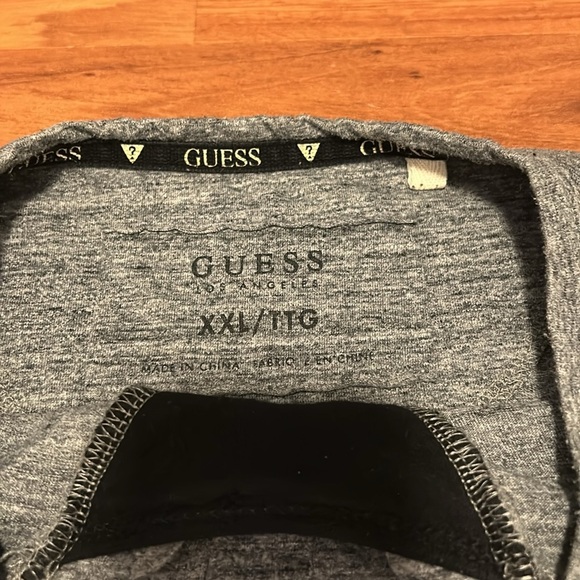 GUESS ? GUESS ? GUESS
GUESS
LOS ANGELES
XXL/TTG
MADE IN CHINA FABRIQUÉ EN CHINE